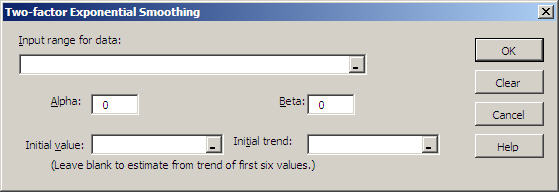 Two-factor Exponential Smoothing
Input range for data:
OK
Clear
Alpha: 0 Beta: 0
Cancel
Initial value: Initial trend:
Help
(Leave blank to estimate from trend of first six values.)